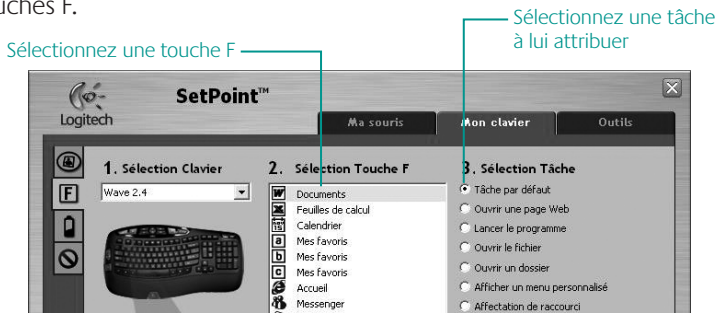 uches F.
Sélectionnez une tâche
à lui attribuer
Sélectionnez une touche F
Logitech
SetPoint™
Ma souris
Mon clavier
Outils
1. Sélection Clavier
2. Sélection Touche F
3. Sélection Tâche
F
Wave 2.4
Documents
Feuilles de calcul
Calendrier
a Mes favoris
b Mes favoris
c Mes favoris
Accueil
Messenger
Tâche par défaut
Ouvrir une page Web
Lancer le programme
Ouvrir le fichier
Ouvrir un dossier
Afficher un menu personnalisé
Affectation de raccourci